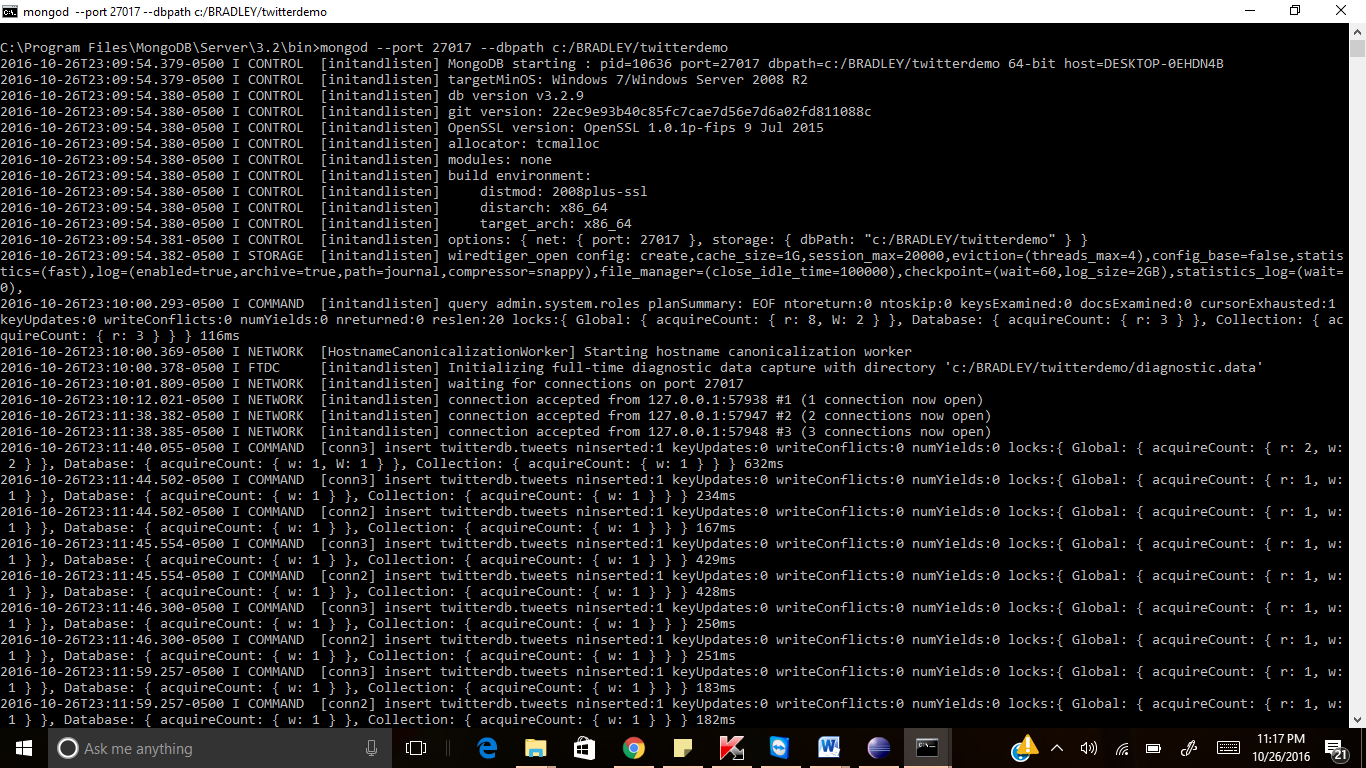 mongod  --port 27017 --dbpath c:/BRADLEY/twitterdemo
C:\Program Files\MongoDB\Server\3.2\bin>mongod --port 27017 --dbpath c:/BRADLEY/twitterdemo
2016-10-26T23:09:54.379-0500 I CONTROL  [initandlisten] MongoDB starting : pid=10636 port=27017 dbpath=c:/BRADLEY/twitterdemo 64-bit host=DESKTOP-0EHDN4B
2016-10-26T23:09:54.379-0500 I CONTROL  [initandlisten] targetMinOS: Windows 7/Windows Server 2008 R2
2016-10-26T23:09:54.380-0500 I CONTROL  [initandlisten] db version v3.2.9
2016-10-26T23:09:54.380-0500 I CONTROL  [initandlisten] git version: 22ec9e93b40c85fc7cae7d56e7d6a02fd811088c
2016-10-26T23:09:54.380-0500 I CONTROL  [initandlisten] OpenSSL version: OpenSSL 1.0.1p-fips 9 Jul 2015
2016-10-26T23:09:54.380-0500 I CONTROL  [initandlisten] allocator: tcmalloc
2016-10-26T23:09:54.380-0500 I CONTROL  [initandlisten] modules: none
2016-10-26T23:09:54.380-0500 I CONTROL  [initandlisten] build environment:
2016-10-26T23:09:54.380-0500 I CONTROL  [initandlisten]     distmod: 2008plus-ssl
2016-10-26T23:09:54.380-0500 I CONTROL  [initandlisten]     distarch: x86_64
2016-10-26T23:09:54.380-0500 I CONTROL  [initandlisten]     target_arch: x86_64
2016-10-26T23:09:54.381-0500 I CONTROL  [initandlisten] options: { net: { port: 27017 }, storage: { dbPath: "c:/BRADLEY/twitterdemo" } }
2016-10-26T23:09:54.382-0500 I STORAGE  [initandlisten] wiredtiger_open config: create,cache_size=1G,session_max=20000,eviction=(threads_max=4),config_base=false,statis
tics=(fast),log=(enabled=true,archive=true,path=journal,compressor=snappy),file_manager=(close_idle_time=100000),checkpoint=(wait=60,log_size=2GB),statistics_log=(wait=
0),
2016-10-26T23:10:00.293-0500 I COMMAND  [initandlisten] query admin.system.roles planSummary: EOF ntoreturn:0 ntoskip:0 keysExamined:0 docsExamined:0 cursorExhausted:1
keyUpdates:0 writeConflicts:0 numYields:0 nreturned:0 reslen:20 locks:{ Global: { acquireCount: { r: 8, W: 2 } }, Database: { acquireCount: { r: 3 } }, Collection: { ac
quireCount: { r: 3 } } } 116ms
2016-10-26T23:10:00.369-0500 I NETWORK  [HostnameCanonicalizationWorker] Starting hostname canonicalization worker
2016-10-26T23:10:00.378-0500 I FTDC     [initandlisten] Initializing full-time diagnostic data capture with directory 'c:/BRADLEY/twitterdemo/diagnostic.data'
2016-10-26T23:10:01.809-0500 I NETWORK  [initandlisten] waiting for connections on port 27017
2016-10-26T23:10:12.021-0500 I NETWORK  [initandlisten] connection accepted from 127.0.0.1:57938 #1 (1 connection now open)
2016-10-26T23:11:38.382-0500 I NETWORK  [initandlisten] connection accepted from 127.0.0.1:57947 #2 (2 connections now open)
2016-10-26T23:11:38.385-0500 I NETWORK  [initandlisten] connection accepted from 127.0.0.1:57948 #3 (3 connections now open)
2016-10-26T23:11:40.055-0500 I COMMAND  [conn3] insert twitterdb.tweets ninserted:1 keyUpdates:0 writeConflicts:0 numYields:0 locks:{ Global: { acquireCount: { r: 2, w:
2 } }, Database: { acquireCount: { w: 1, W: 1 } }, Collection: { acquireCount: { w: 1 } } } 632ms
2016-10-26T23:11:44.502-0500 I COMMAND  [conn3] insert twitterdb.tweets ninserted:1 keyUpdates:0 writeConflicts:0 numYields:0 locks:{ Global: { acquireCount: { r: 1, w:
1 } }, Database: { acquireCount: { w: 1 } }, Collection: { acquireCount: { w: 1 } } } 234ms
2016-10-26T23:11:44.502-0500 I COMMAND  [conn2] insert twitterdb.tweets ninserted:1 keyUpdates:0 writeConflicts:0 numYields:0 locks:{ Global: { acquireCount: { r: 1, w:
1 } }, Database: { acquireCount: { w: 1 } }, Collection: { acquireCount: { w: 1 } } } 167ms
2016-10-26T23:11:45.554-0500 I COMMAND  [conn3] insert twitterdb.tweets ninserted:1 keyUpdates:0 writeConflicts:0 numYields:0 locks:{ Global: { acquireCount: { r: 1, w:
1 } }, Database: { acquireCount: { w: 1 } }, Collection: { acquireCount: { w: 1 } } } 429ms
2016-10-26T23:11:45.554-0500 I COMMAND  [conn2] insert twitterdb.tweets ninserted:1 keyUpdates:0 writeConflicts:0 numYields:0 locks:{ Global: { acquireCount: { r: 1, w:
1 } }, Database: { acquireCount: { w: 1 } }, Collection: { acquireCount: { w: 1 } } } 428ms
2016-10-26T23:11:46.300-0500 I COMMAND  [conn3] insert twitterdb.tweets ninserted:1 keyUpdates:0 writeConflicts:0 numYields:0 locks:{ Global: { acquireCount: { r: 1, w:
1 } }, Database: { acquireCount: { w: 1 } }, Collection: { acquireCount: { w: 1 } } } 250ms
2016-10-26T23:11:46.300-0500 I COMMAND  [conn2] insert twitterdb.tweets ninserted:1 keyUpdates:0 writeConflicts:0 numYields:0 locks:{ Global: { acquireCount: { r: 1, w:
1 } }, Database: { acquireCount: { w: 1 } }, Collection: { acquireCount: { w: 1 } } } 251ms
2016-10-26T23:11:59.257-0500 I COMMAND  [conn3] insert twitterdb.tweets ninserted:1 keyUpdates:0 writeConflicts:0 numYields:0 locks:{ Global: { acquireCount: { r: 1, w:
1 } }, Database: { acquireCount: { w: 1 } }, Collection: { acquireCount: { w: 1 } } } 183ms
2016-10-26T23:11:59.257-0500 I COMMAND  [conn2] insert twitterdb.tweets ninserted:1 keyUpdates:0 writeConflicts:0 numYields:0 locks:{ Global: { acquireCount: { r: 1, w:
1 } }, Database: { acquireCount: { w: 1 } }, Collection: { acquireCount: { w: 1 } } } 182ms
Ask me anything
11:17 PM
10/26/2016
21